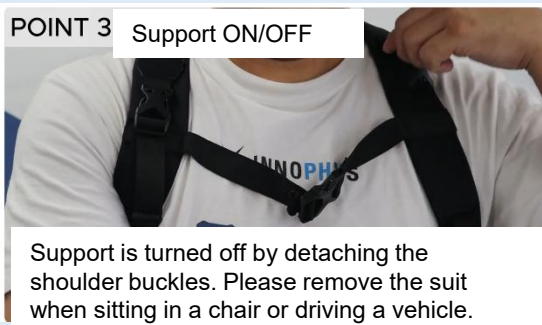 POINT 3
Support ON/OFF
INNOPHYS
Support is turned off by detaching the
shoulder buckles. Please remove the suit
when sitting in a chair or driving a vehicle.